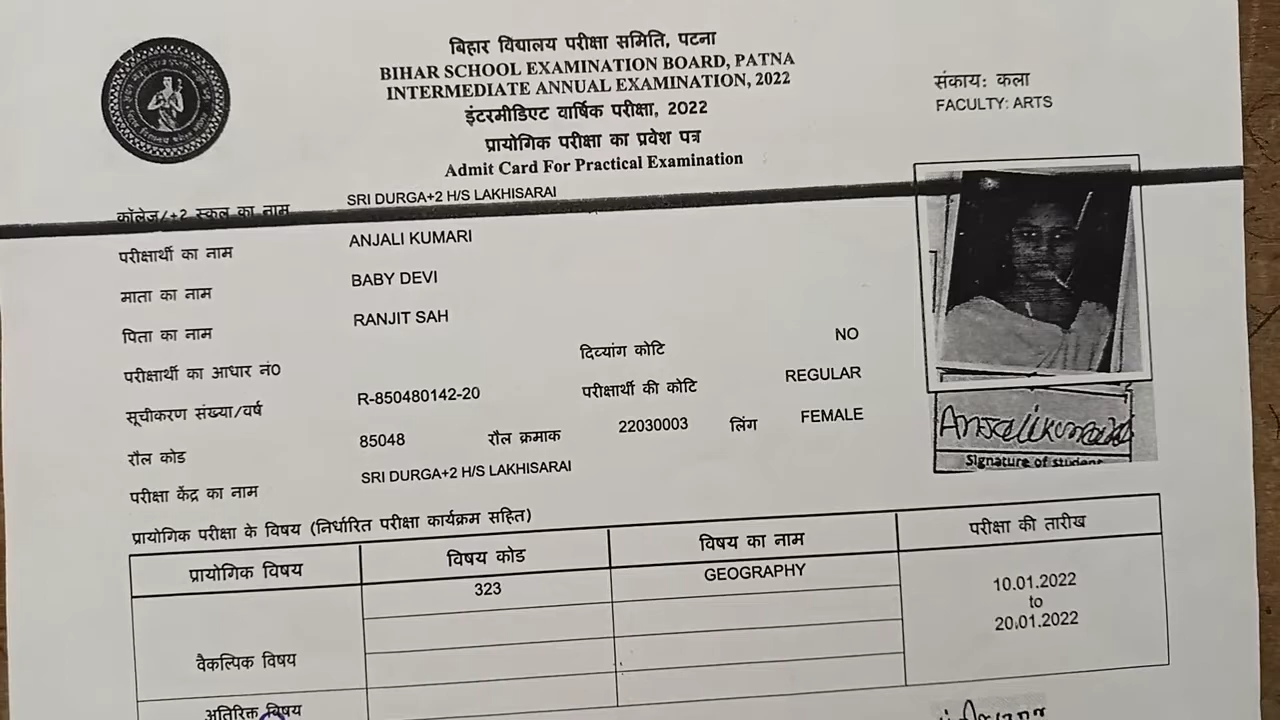 बिहार विद्यालय परीक्षा समिति, पटना
BIHAR SCHOOL EXAMINATION BOARD, PATNA
INTERMEDIATE ANNUAL EXAMINATION, 2022
इंटरमीडिएट वार्षिक परीक्षा, 2022
प्रायोगिक परीक्षा का प्रवेश पत्र
Admit Card For Practical Examination
संकाय: कला
FACULTY: ARTS
कॉलेज/+2 स्कूल का नाम SRI DURGA+2 H/S LAKHISARAI
परीक्षार्थी का नाम ANJALI KUMARI
माता का नाम BABY DEVI
पिता का नाम RANJIT SAH
परीक्षार्थी का आधार नं0 दिव्यांग कोटि NO
सूचीकरण संख्या/वर्ष R-850480142-20 परीक्षार्थी की कोटि REGULAR
रौल कोड 85048 रौल क्रमाक 22030003 लिंग FEMALE
परीक्षा केंद्र का नाम SRI DURGA+2 H/S LAKHISARAI
Anjali kumari
Signature of student
प्रायोगिक परीक्षा के विषय (निर्धारित परीक्षा कार्यक्रम सहित)
प्रायोगिक विषय विषय कोड विषय का नाम परीक्षा की तारीख
323 GEOGRAPHY 10.01.2022
to
20.01.2022
वैकल्पिक विषय
अतिरिक्त विषय